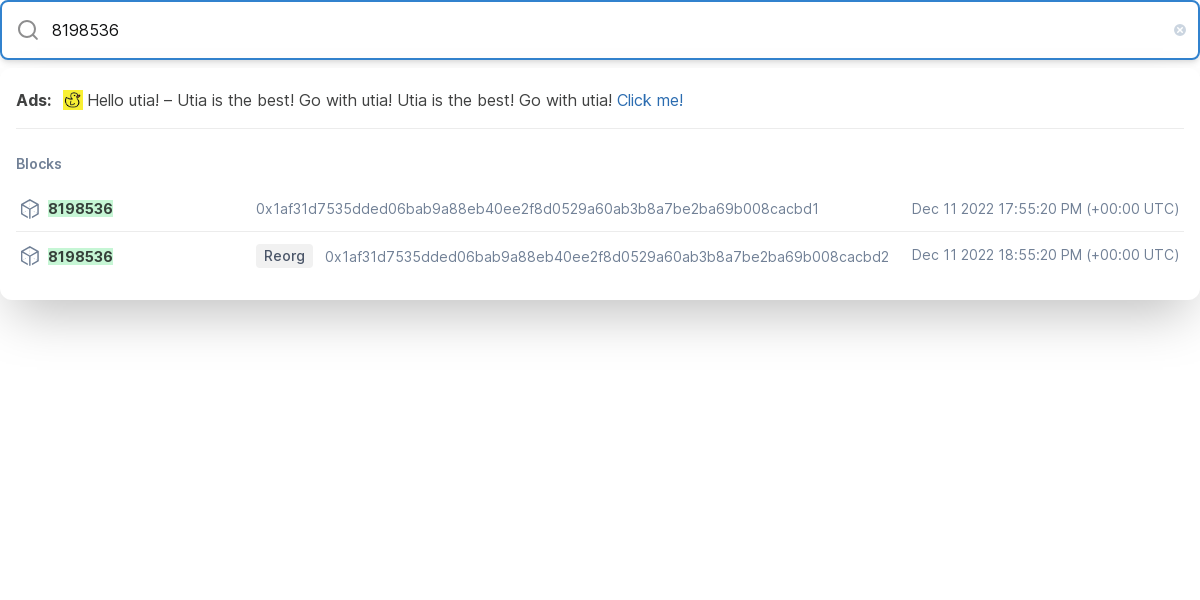 8198536
Ads: Hello utia! – Utia is the best! Go with utia! Utia is the best! Go with utia! Click me!
Blocks
8198536 0x1af31d7535dded06bab9a88eb40ee2f8d0529a60ab3b8a7be2ba69b008cacbd1 Dec 11 2022 17:55:20 PM (+00:00 UTC)
8198536 Reorg 0x1af31d7535dded06bab9a88eb40ee2f8d0529a60ab3b8a7be2ba69b008cacbd2 Dec 11 2022 18:55:20 PM (+00:00 UTC)